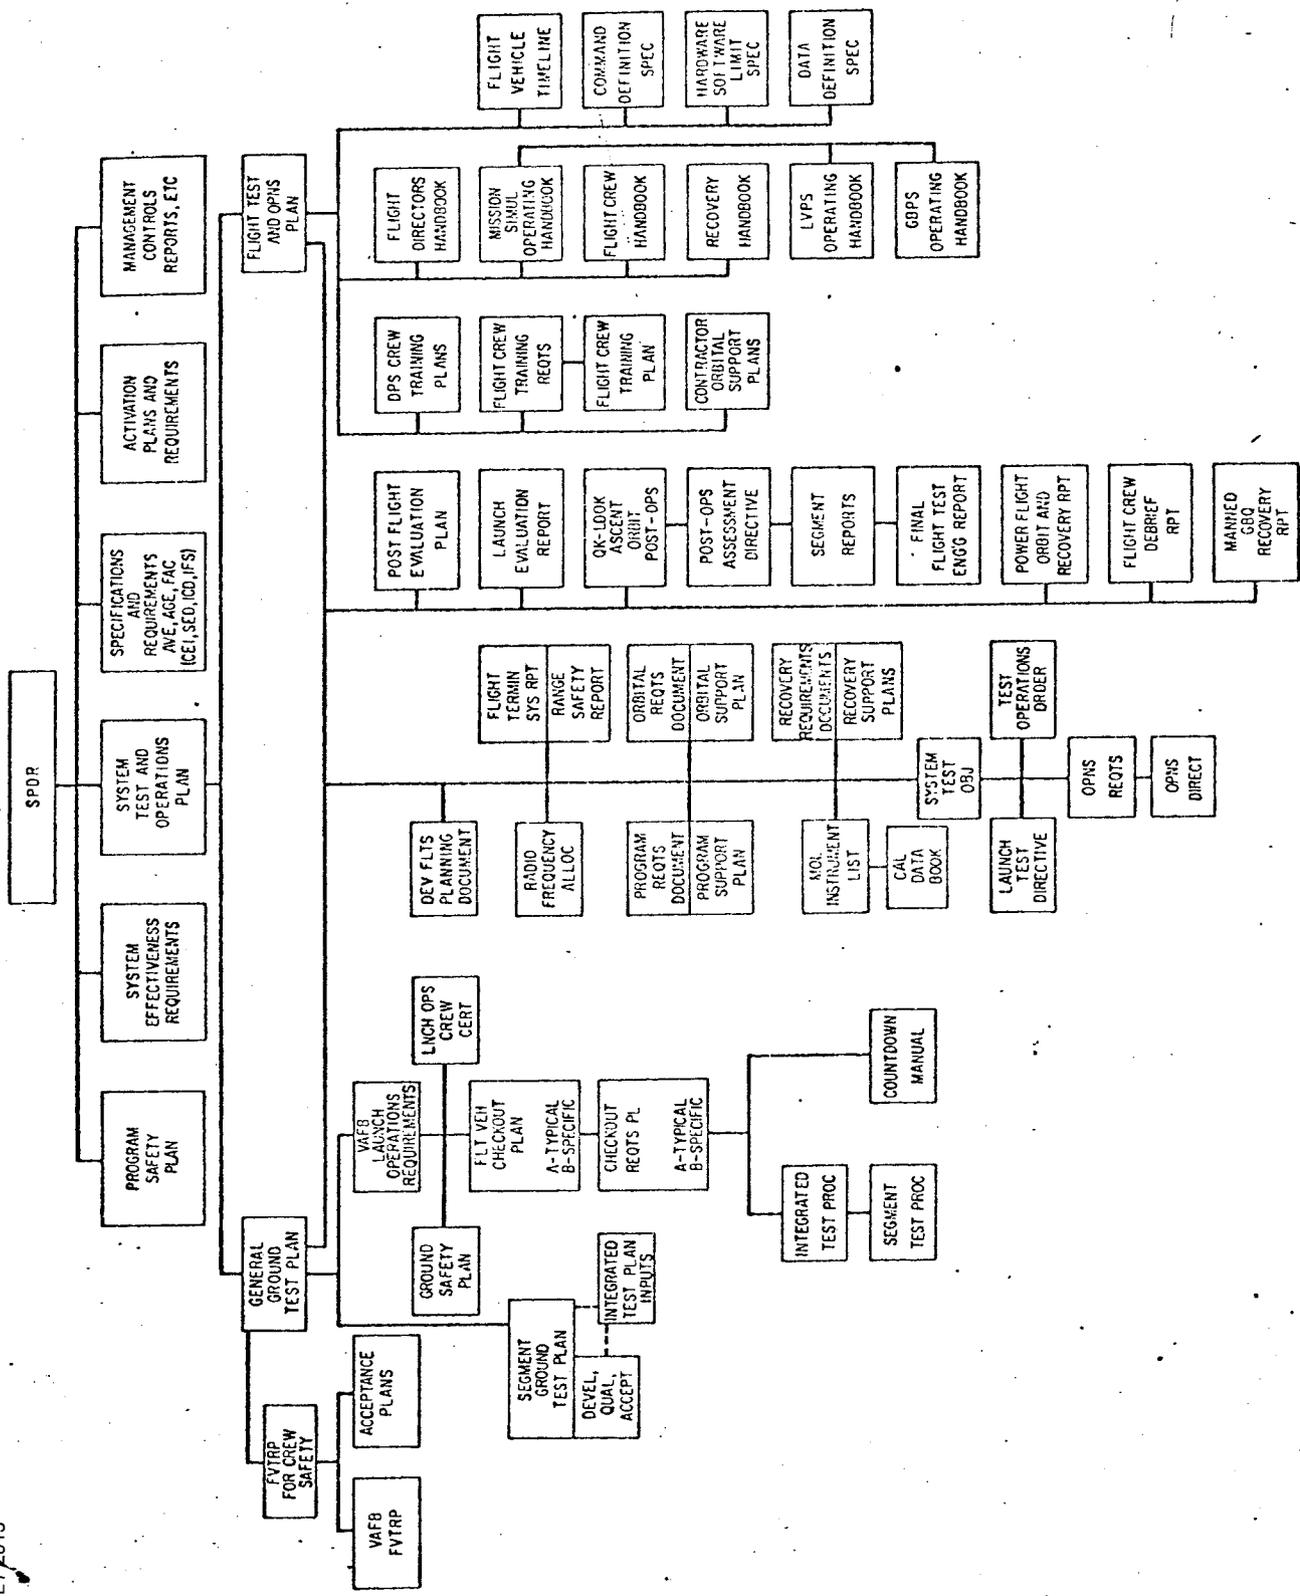 SPDR
PROGRAM
SAFETY
PLAN
SYSTEM
EFFECTIVENESS
REQUIREMENTS
SYSTEM
TEST AND
OPERATIONS
PLAN
SPECIFICATIONS
AND
REQUIREMENTS
AVE, AGE, FAC
(CEI, SED, ICD, IFS)
ACTIVATION
PLANS AND
REQUIREMENTS
MANAGEMENT
CONTROLS
REPORTS, ETC
GENERAL
GROUND
TEST PLAN
FLIGHT TEST
AND OPNS
PLAN
FVTRP
FOR CREW
SAFETY
VAFB
FVTRP
ACCEPTANCE
PLANS
VAFB
LAUNCH
OPERATIONS
REQUIREMENTS
GROUND
SAFETY
PLAN
LNCH OPS
CREW
CERT
SEGMENT
GROUND
TEST PLAN
DEVEL,
QUAL,
ACCEPT
INTEGRATED
TEST PLAN
INPUTS
FLT VEH
CHECKOUT
PLAN
A-TYPICAL
B-SPECIFIC
CHECKOUT
REQTS PL
A-TYPICAL
B-SPECIFIC
INTEGRATED
TEST PROC
SEGMENT
TEST PROC
COUNTDOWN
MANUAL
DEV FLTS
PLANNING
DOCUMENT
RADIO
FREQUENCY
ALLOC
FLIGHT
TERMIN
SYS RPT
RANGE
SAFETY
REPORT
PROGRAM
REQTS
DOCUMENT
PROGRAM
SUPPORT
PLAN
ORBITAL
REQTS
DOCUMENT
ORBITAL
SUPPORT
PLAN
MOL
INSTRUMENT
LIST
CAL
DATA
BOOK
RECOVERY
REQUIREMENTS
DOCUMENTS
RECOVERY
SUPPORT
PLANS
SYSTEM
TEST
OBJ
LAUNCH
TEST
DIRECTIVE
TEST
OPERATIONS
ORDER
OPNS
REQTS
OPNS
DIRECT
POST FLIGHT
EVALUATION
PLAN
LAUNCH
EVALUATION
REPORT
QK-LOOK
ASCENT
ORBIT
POST-OPS
POST-OPS
ASSESSMENT
DIRECTIVE
SEGMENT
REPORTS
FINAL
FLIGHT TEST
ENG'G REPORT
POWER FLIGHT
ORBIT AND
RECOVERY RPT
FLIGHT CREW
DEBRIEF
RPT
MANNED
GBQ
RECOVERY
RPT
DPS CREW
TRAINING
PLANS
FLIGHT CREW
TRAINING
REQTS
FLIGHT CREW
TRAINING
PLAN
CONTRACTOR
ORBITAL
SUPPORT
PLANS
FLIGHT
DIRECTORS
HANDBOOK
MISSION
SIMUL
OPERATING
HANDBOOK
FLIGHT CREW
HANDBOOK
RECOVERY
HANDBOOK
LVPS
OPERATING
HANDBOOK
GBPS
OPERATING
HANDBOOK
FLIGHT
VEHICLE
TIMELINE
COMMAND
DEFINITION
SPEC
HARDWARE
SOFTWARE
LIMIT
SPEC
DATA
DEFINITION
SPEC